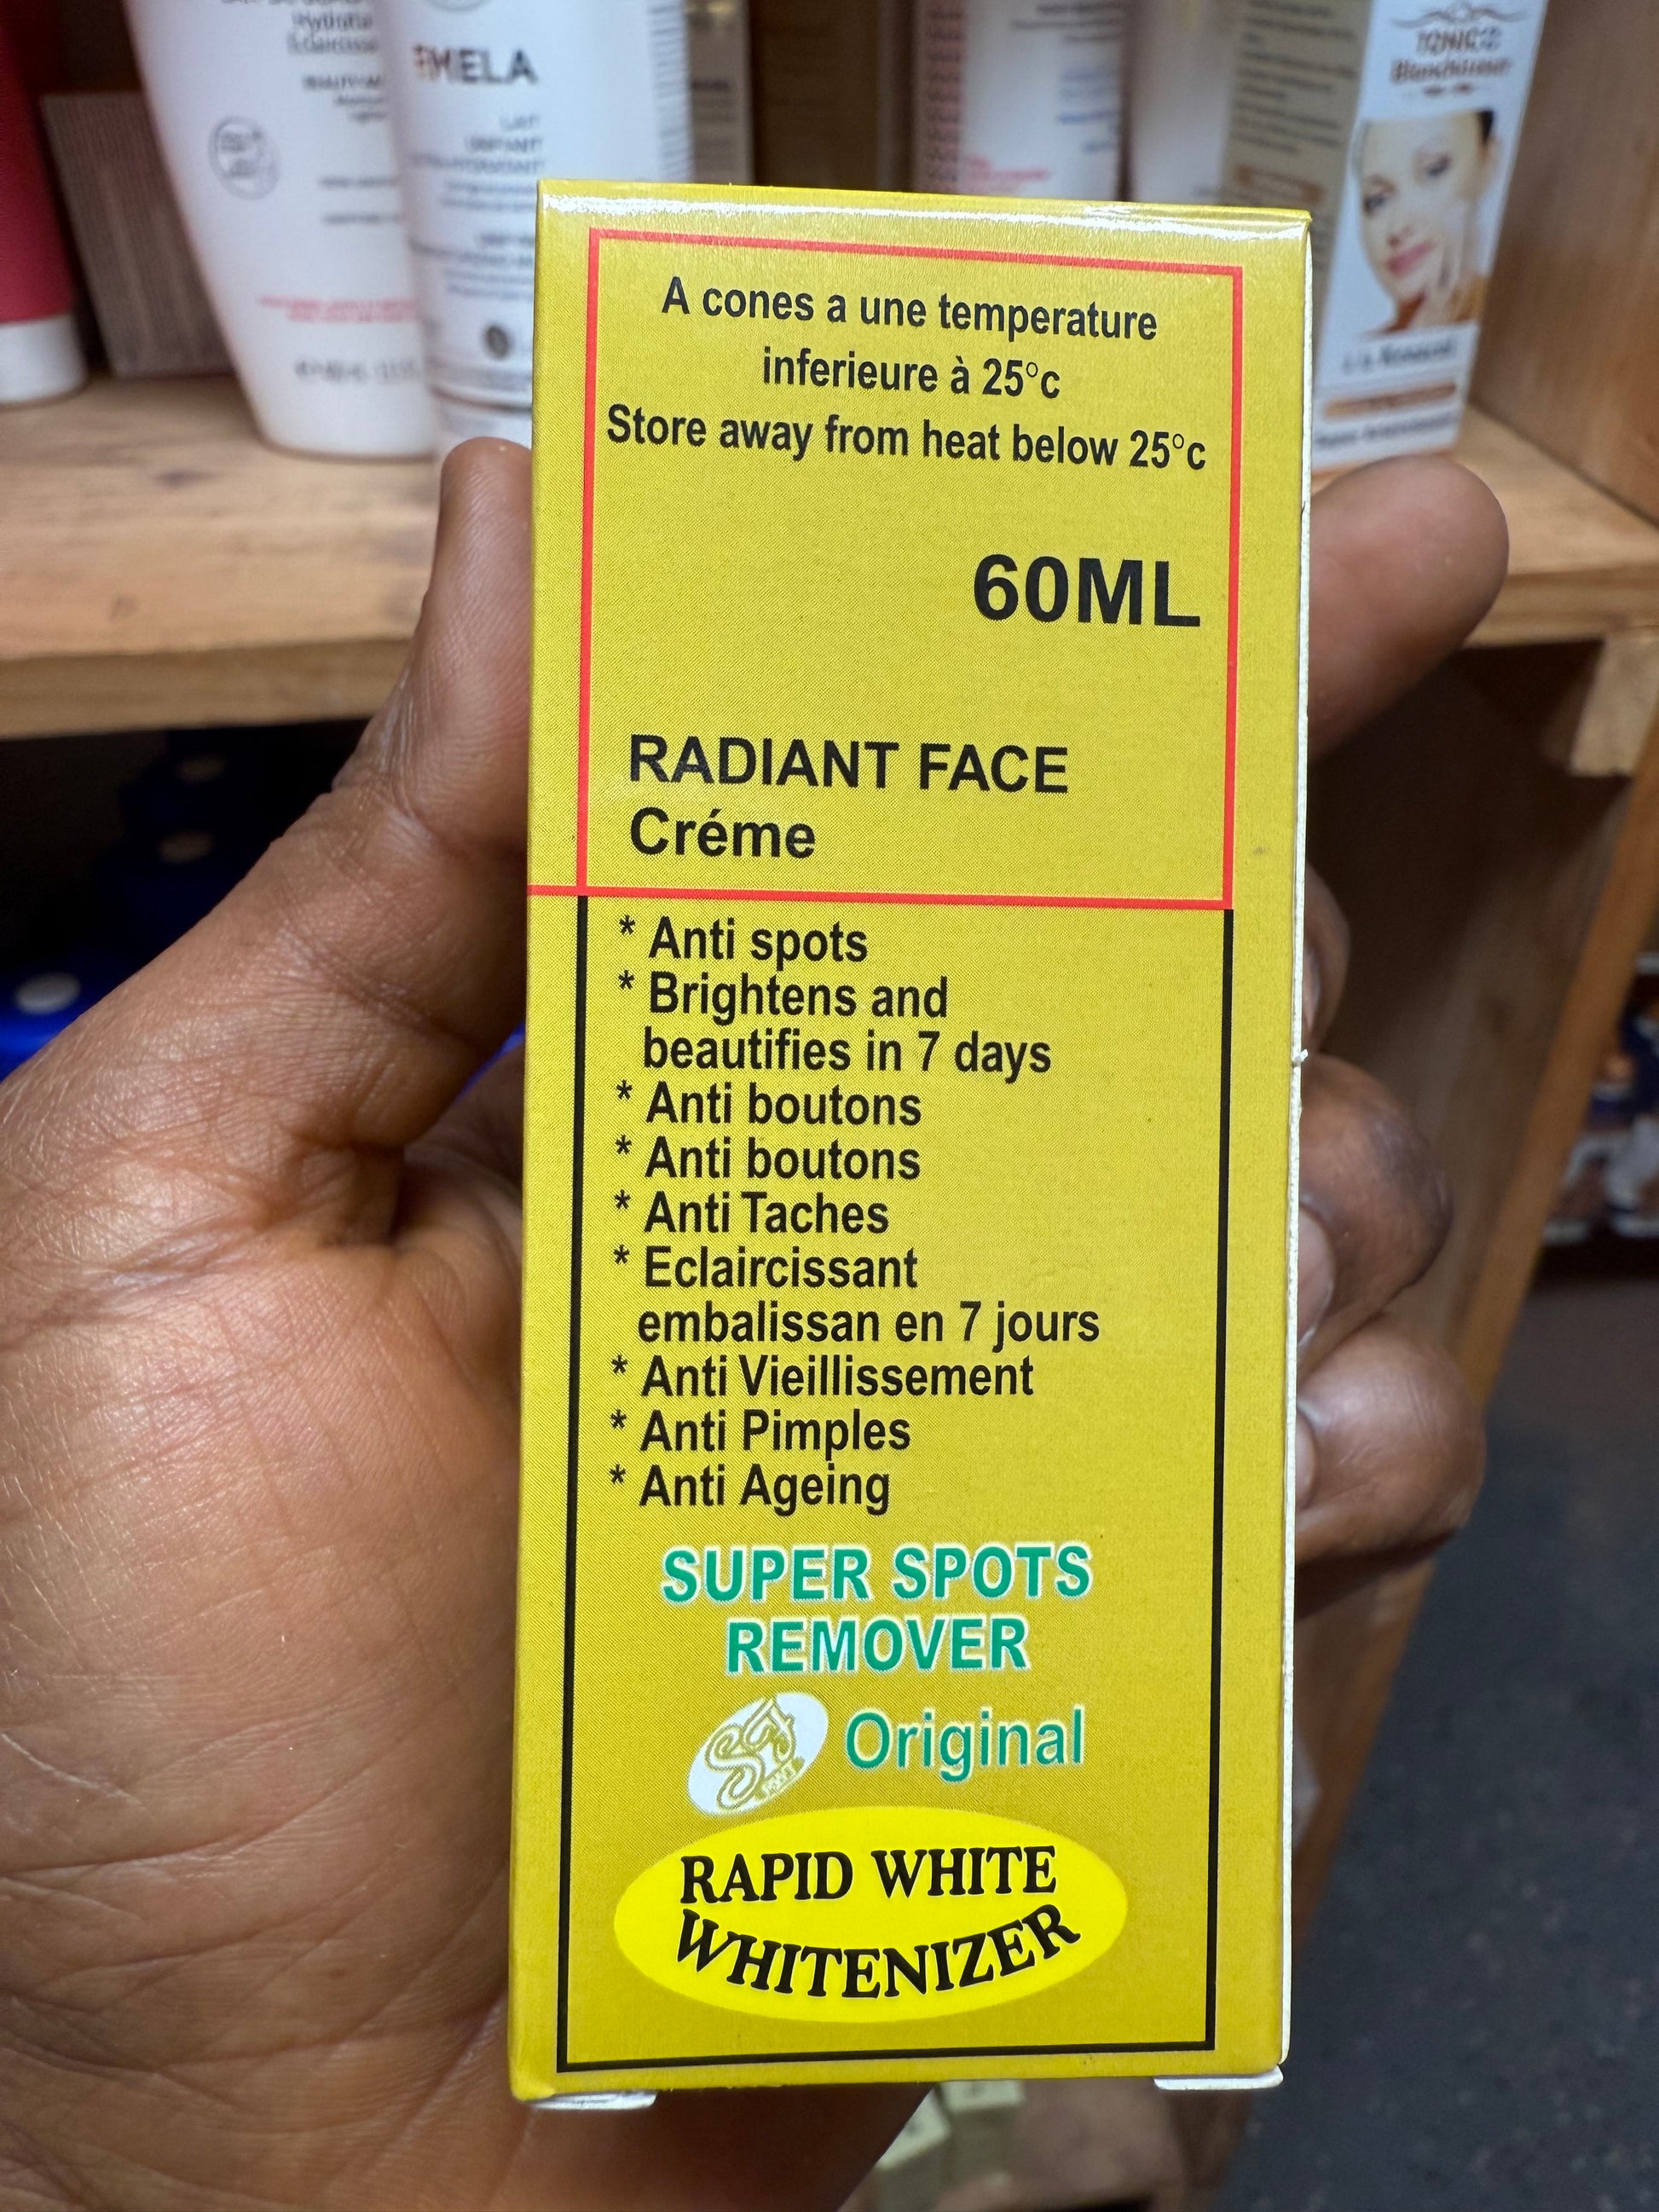 A cones a une temperature
inferieure à 25°c
Store away from heat below 25°c
60ML
RADIANT FACE
Créme
* Anti spots
* Brightens and
beautifies in 7 days
* Anti boutons
* Anti boutons
* Anti Taches
* Eclaircissant
embalissan en 7 jours
* Anti Vieillissement
* Anti Pimples
* Anti Ageing
SUPER SPOTS
REMOVER
Original
RAPID WHITE
WHITENIZER
TONICO
LAIT